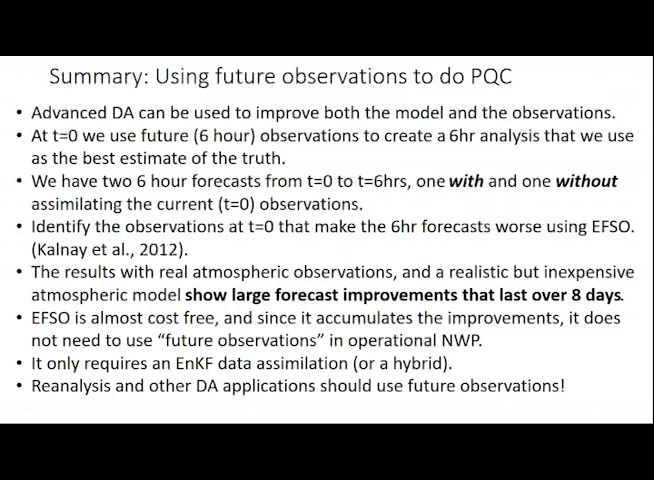 Summary: Using future observations to do PQC
• Advanced DA can be used to improve both the model and the observations.
• At t=0 we use future (6 hour) observations to create a 6hr analysis that we use
as the best estimate of the truth.
• We have two 6 hour forecasts from t=0 to t=6hrs, one with and one without
assimilating the current (t=0) observations.
• Identify the observations at t=0 that make the 6hr forecasts worse using EFSO.
(Kalnay et al., 2012).
• The results with real atmospheric observations, and a realistic but inexpensive
atmospheric model show large forecast improvements that last over 8 days.
• EFSO is almost cost free, and since it accumulates the improvements, it does
not need to use “future observations” in operational NWP.
• It only requires an EnKF data assimilation (or a hybrid).
• Reanalysis and other DA applications should use future observations!